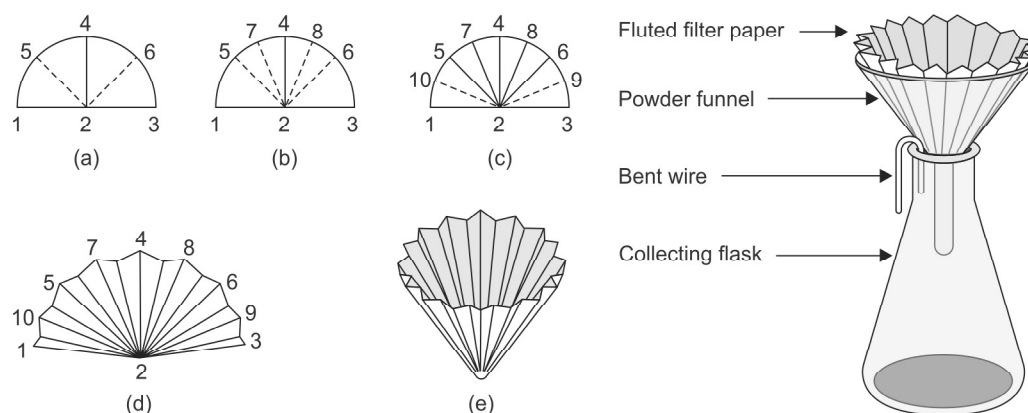 4
5 6
1 2 3
(a)
4
7 8
5 6
1 2 3
(b)
4
7 8
5 6
10 9
1 2 3
(c)
4
7 8
5 6
10 9
1 3
2
(d)
(e)
Fluted filter paper
Powder funnel
Bent wire
Collecting flask